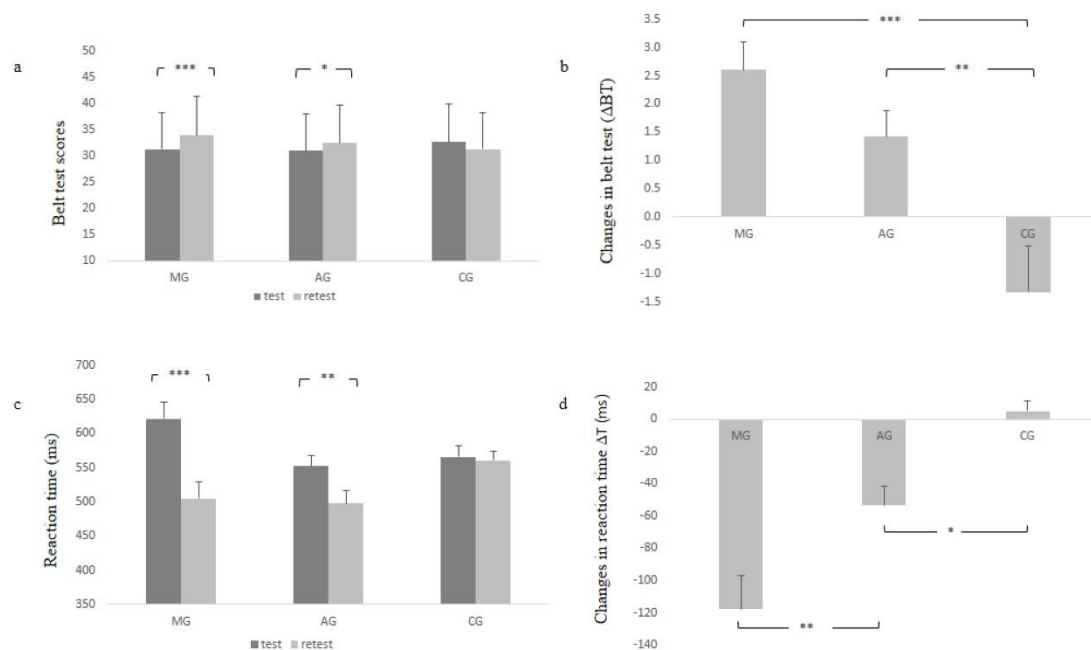 a
Belt test scores
50
45
40
35
30
25
20
15
10
***
*
MG
AG
CG
test
retest
b
Changes in belt test (ΔBT)
3.5
3.0
2.5
2.0
1.5
1.0
0.5
0.0
-0.5
-1.0
-1.5
***
**
MG
AG
CG
c
Reaction time (ms)
700
650
600
550
500
450
400
350
***
**
MG
AG
CG
test
retest
d
Changes in reaction time ΔT (ms)
20
0
-20
-40
-60
-80
-100
-120
-140
MG
AG
CG
*
**